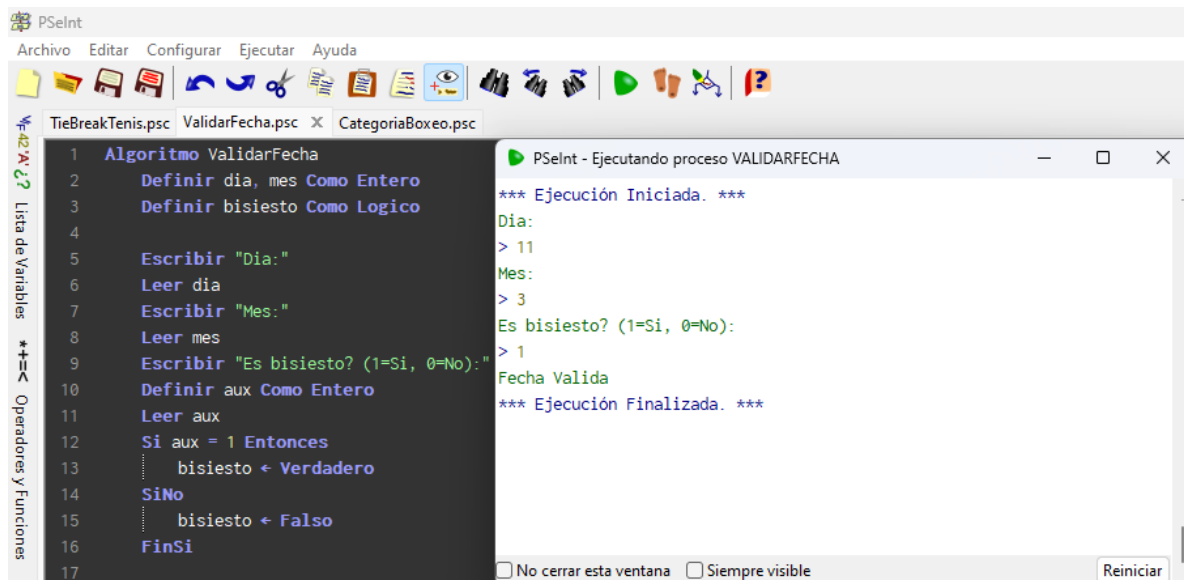 PSeInt
Archivo Editar Configurar Ejecutar Ayuda
TieBreakTenis.psc ValidarFecha.psc X CategoriaBoxeo.psc
42 'A' ¿? Lista de Variables
*+=< Operadores y Funciones
1 Algoritmo ValidarFecha
2 Definir dia, mes Como Entero
3 Definir bisiesto Como Logico
4
5 Escribir "Dia:"
6 Leer dia
7 Escribir "Mes:"
8 Leer mes
9 Escribir "Es bisiesto? (1=Si, 0=No):"
10 Definir aux Como Entero
11 Leer aux
12 Si aux = 1 Entonces
13 bisiesto ← Verdadero
14 SiNo
15 bisiesto ← Falso
16 FinSi
17
PSeInt - Ejecutando proceso VALIDARFECHA
*** Ejecución Iniciada. ***
Dia:
> 11
Mes:
> 3
Es bisiesto? (1=Si, 0=No):
> 1
Fecha Valida
*** Ejecución Finalizada. ***
No cerrar esta ventana Siempre visible Reiniciar